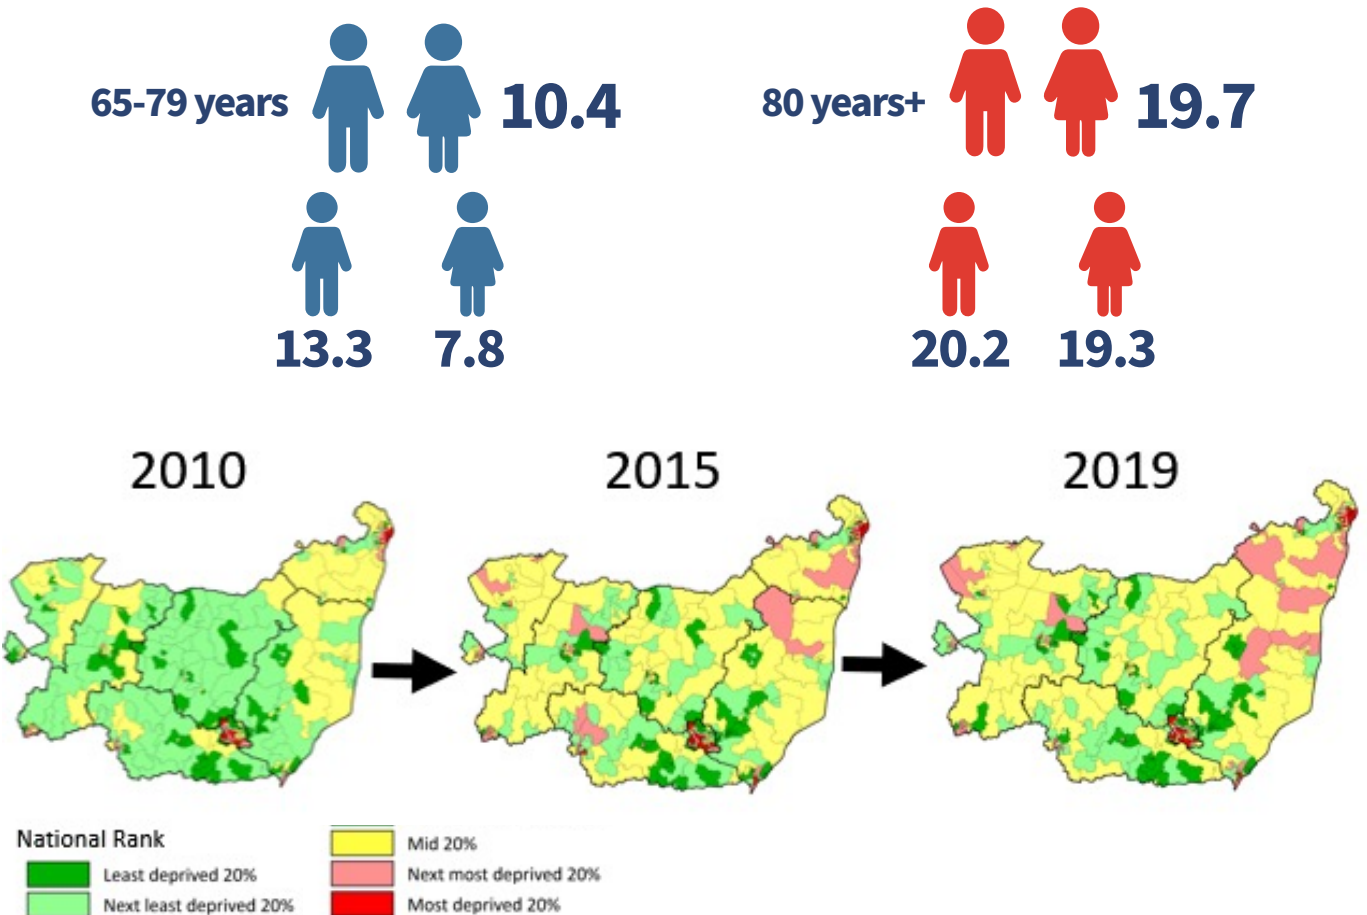 65-79 years 10.4
80 years+ 19.7
13.3 7.8
20.2 19.3
2010 2015 2019
National Rank
Least deprived 20%
Next least deprived 20%
Mid 20%
Next most deprived 20%
Most deprived 20%